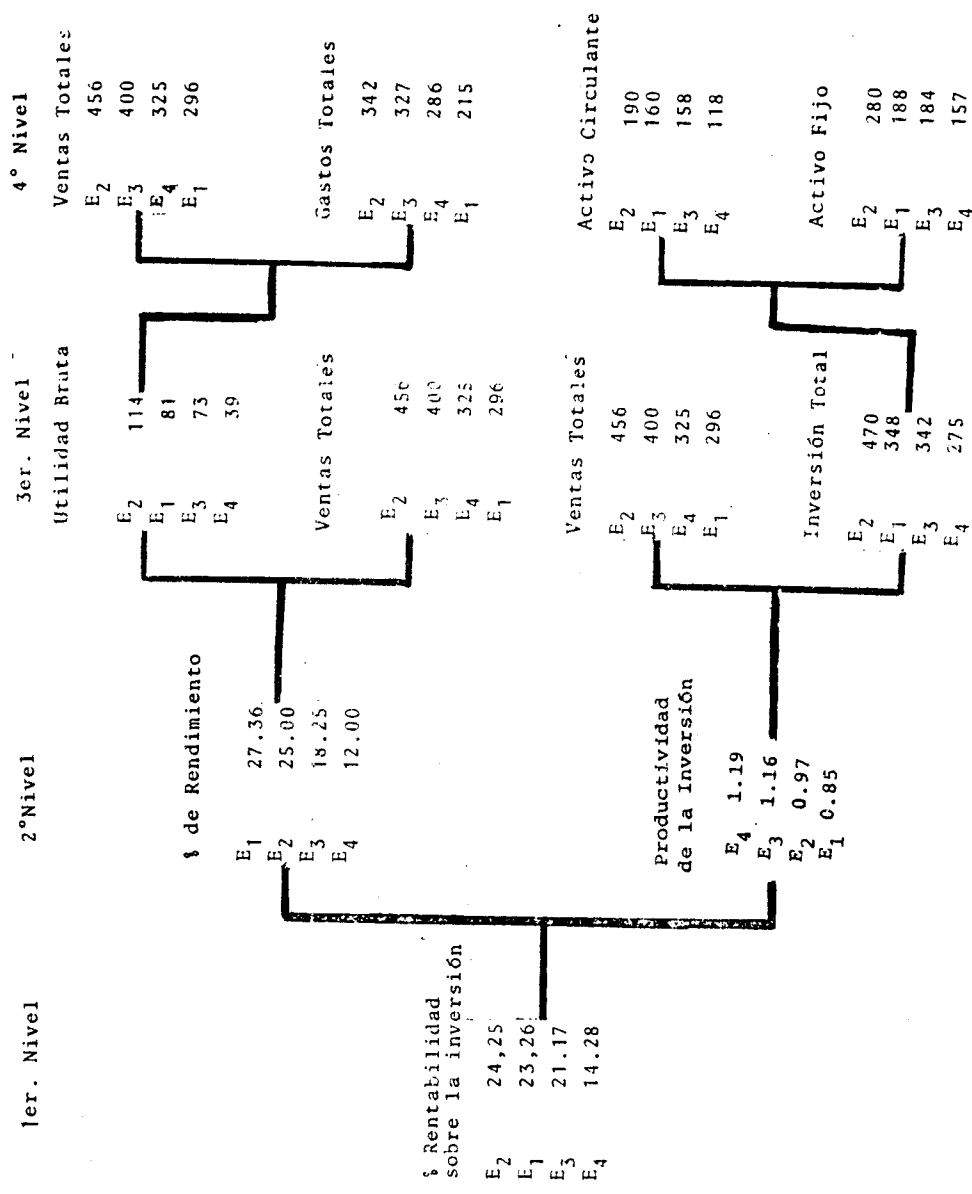 1er. Nivel
2°Nivel
3er. Nivel
4° Nivel
% Rentabilidad
sobre la inversión
E2 24,25
E1 23,26
E3 21.17
E4 14.28
% de Rendimiento
E1 27.36
E2 25.00
E3 18.25
E4 12.00
Productividad
de la Inversión
E4 1.19
E3 1.16
E2 0.97
E1 0.85
Utilidad Bruta
E2 114
E1 81
E3 73
E4 39
Ventas Totales
E2 456
E3 400
E4 325
E1 296
Ventas Totales
E2 456
E3 400
E4 325
E1 296
Inversión Total
E2 470
E1 348
E3 342
E4 275
Ventas Totales
E2 456
E3 400
E4 325
E1 296
Gastos Totales
E2 342
E3 327
E4 286
E1 215
Activo Circulante
E2 190
E1 160
E3 158
E4 118
Activo Fijo
E2 280
E1 188
E3 184
E4 157